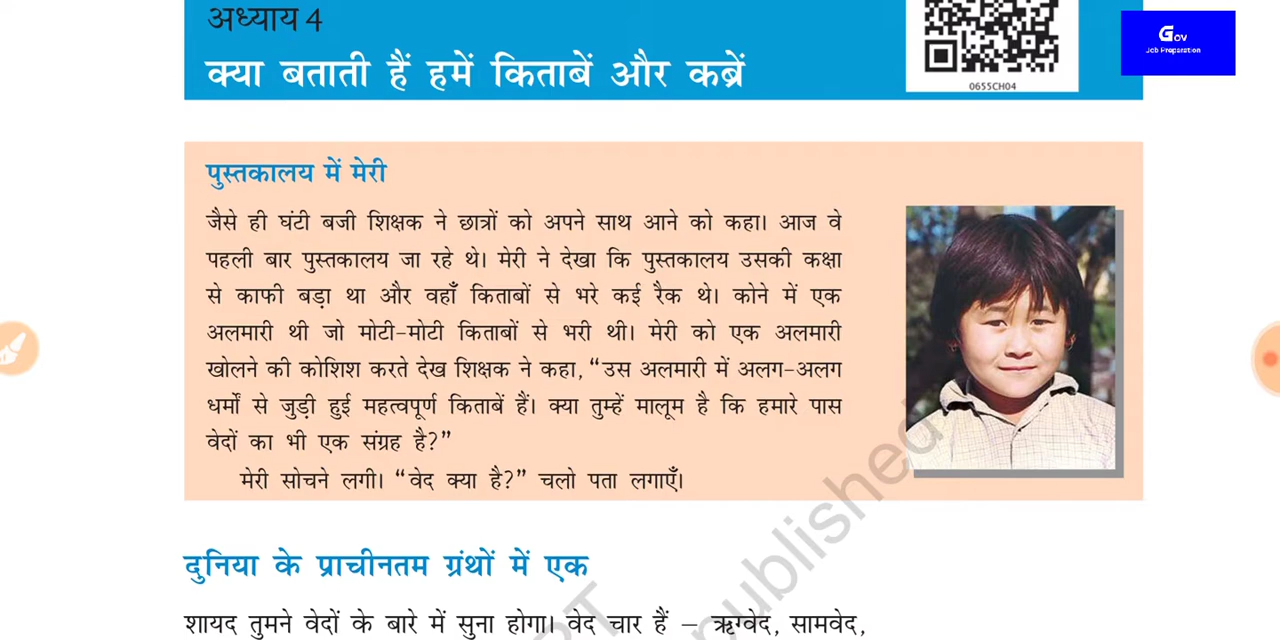 अध्याय 4
क्या बताती हैं हमें किताबें और कब्रें
0655CH04
Gov
Job Preparation
पुस्तकालय में मेरी
जैसे ही घंटी बजी शिक्षक ने छात्रों को अपने साथ आने को कहा। आज वे
पहली बार पुस्तकालय जा रहे थे। मेरी ने देखा कि पुस्तकालय उसकी कक्षा
से काफी बड़ा था और वहाँ किताबों से भरे कई रैक थे। कोने में एक
अलमारी थी जो मोटी-मोटी किताबों से भरी थी। मेरी को एक अलमारी
खोलने की कोशिश करते देख शिक्षक ने कहा, “उस अलमारी में अलग-अलग
धर्मों से जुड़ी हुई महत्वपूर्ण किताबें हैं। क्या तुम्हें मालूम है कि हमारे पास
वेदों का भी एक संग्रह है?”
मेरी सोचने लगी। “वेद क्या है?” चलो पता लगाएँ।
दुनिया के प्राचीनतम ग्रंथों में एक
शायद तुमने वेदों के बारे में सुना होगा। वेद चार हैं – ऋग्वेद, सामवेद,
published